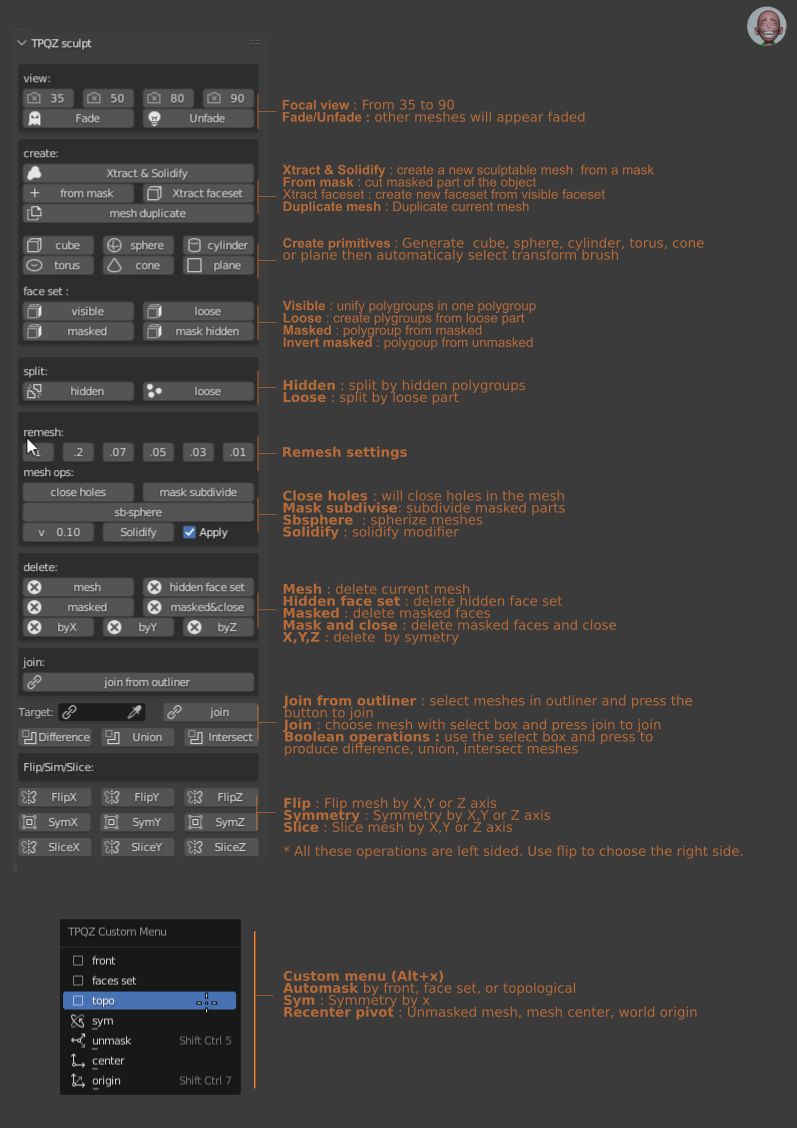 TPQZ sculpt
view:
35 50 80 90
Fade Unfade
Focal view : From 35 to 90
Fade/Unfade : other meshes will appear faded
create:
Xtract & Solidify
from mask Xtract faceset
mesh duplicate
Xtract & Solidify : create a new sculptable mesh from a mask
From mask : cut masked part of the object
Xtract faceset : create new faceset from visible faceset
Duplicate mesh : Duplicate current mesh
cube sphere cylinder
torus cone plane
Create primitives : Generate cube, sphere, cylinder, torus, cone
or plane then automaticaly select transform brush
face set :
visible loose
masked mask hidden
Visible : unify polygroups in one polygroup
Loose : create plygroups from loose part
Masked : polygroup from masked
Invert masked : polygoup from unmasked
split:
hidden loose
Hidden : split by hidden polygroups
Loose : split by loose part
remesh:
.2 .07 .05 .03 .01
Remesh settings
mesh ops:
close holes mask subdivide
sb-sphere
v 0.10 Solidify Apply
Close holes : will close holes in the mesh
Mask subdivise: subdivide masked parts
Sbsphere : spherize meshes
Solidify : solidify modifier
delete:
mesh hidden face set
masked masked&close
byX byY byZ
Mesh : delete current mesh
Hidden face set : delete hidden face set
Masked : delete masked faces
Mask and close : delete masked faces and close
X,Y,Z : delete by symetry
join:
join from outliner
Target: join
Difference Union Intersect
Join from outliner : select meshes in outliner and press the
button to join
Join : choose mesh with select box and press join to join
Boolean operations : use the select box and press to
produce difference, union, intersect meshes
Flip/Sim/Slice:
FlipX FlipY FlipZ
SymX SymY SymZ
SliceX SliceY SliceZ
Flip : Flip mesh by X,Y or Z axis
Symmetry : Symmetry by X,Y or Z axis
Slice : Slice mesh by X,Y or Z axis
* All these operations are left sided. Use flip to choose the right side.
TPQZ Custom Menu
front
faces set
topo
sym
unmask Shift Ctrl 5
center
origin Shift Ctrl 7
Custom menu (Alt+x)
Automask by front, face set, or topological
Sym : Symmetry by x
Recenter pivot : Unmasked mesh, mesh center, world origin